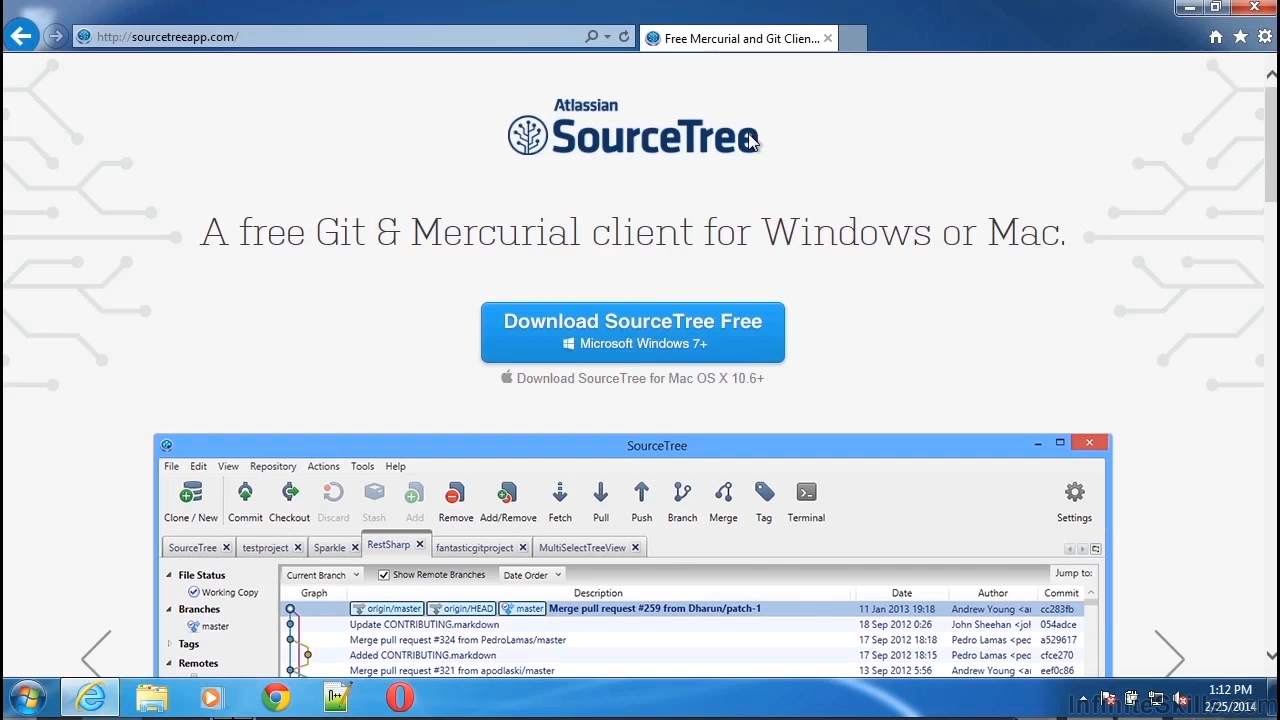 http://sourcetreeapp.com/
Free Mercurial and Git Clien...
Atlassian
SourceTree
A free Git & Mercurial client for Windows or Mac.
Download SourceTree Free
Microsoft Windows 7+
Download SourceTree for Mac OS X 10.6+
SourceTree
File Edit View Repository Actions Tools Help
Clone / New Commit Checkout Discard Stash Add Remove Add/Remove Fetch Pull Push Branch Merge Tag Terminal Settings
SourceTree testproject Sparkle RestSharp fantasticgitproject MultiSelectTreeView
File Status
Working Copy
Branches
master
Tags
Remotes
Current Branch Show Remote Branches Date Order Jump to:
Graph Description Date Author Commit
origin/master origin/HEAD master Merge pull request #259 from Dharun/patch-1 11 Jan 2013 19:18 Andrew Young <ar cc283fb
Update CONTRIBUTING.markdown 18 Sep 2012 0:26 John Sheehan <joh 054adce
Merge pull request #324 from PedroLamas/master 17 Sep 2012 18:18 Pedro Lamas <pec a529617
Added CONTRIBUTING.markdown 17 Sep 2012 18:15 Pedro Lamas <pec cfce270
Merge pull request #321 from apodlaski/master 13 Sep 2012 5:56 Andrew Young <ar eef0c86
1:12 PM
2/25/2014
InfiniteSkills.com